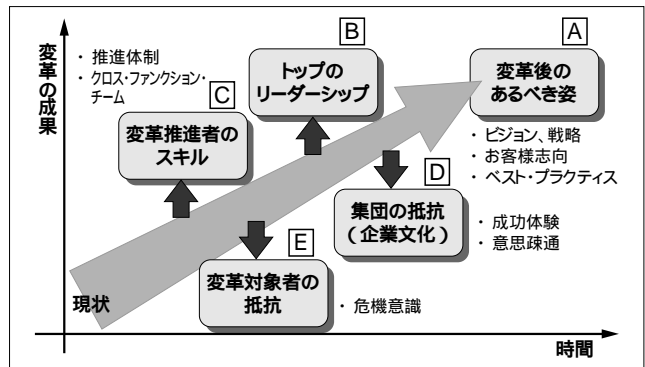 変革の成果
・推進体制
・クロス・ファンクション・
チーム
B
トップの
リーダーシップ
A
変革後の
あるべき姿
・ビジョン、戦略
・お客様志向
・ベスト・プラクティス
C
変革推進者の
スキル
D
集団の抵抗
(企業文化)
・成功体験
・意思疎通
E
変革対象者の
抵抗
・危機意識
現状
時間